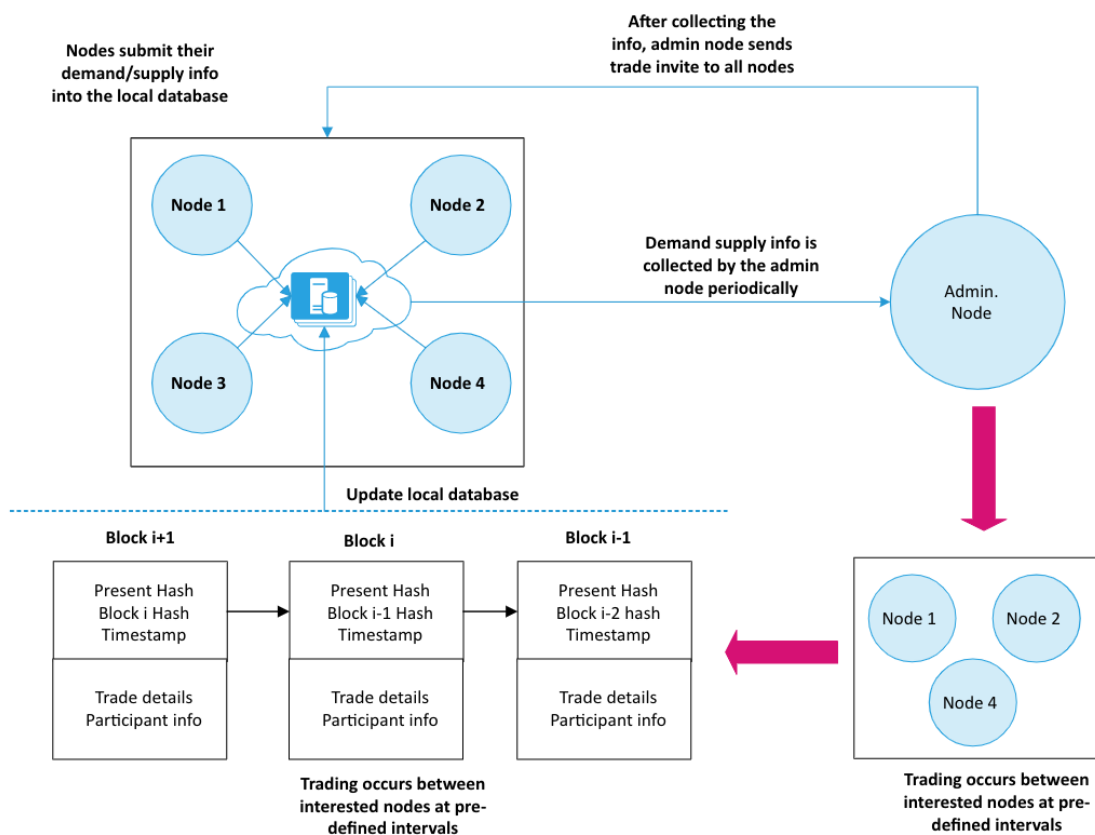 After collecting the
info, admin node sends
trade invite to all nodes
Nodes submit their
demand/supply info
into the local database
Node 1
Node 2
Demand supply info is
collected by the admin
node periodically
Admin.
Node
Node 3
Node 4
Update local database
Block i+1
Block i
Block i-1
Present Hash
Block i Hash
Timestamp
Present Hash
Block i-1 Hash
Timestamp
Present Hash
Block i-2 hash
Timestamp
Trade details
Participant info
Trade details
Participant info
Trade details
Participant info
Node 1
Node 2
Node 4
Trading occurs between
interested nodes at pre-
defined intervals
Trading occurs between
interested nodes at pre-
defined intervals